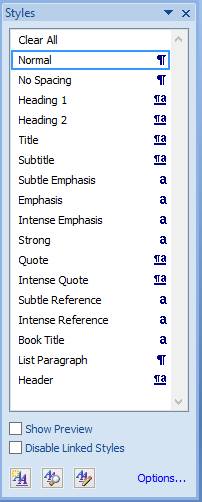 Styles
Clear All
Normal ¶
No Spacing ¶
Heading 1 ¶a
Heading 2 ¶a
Title ¶a
Subtitle ¶a
Subtle Emphasis a
Emphasis a
Intense Emphasis a
Strong a
Quote ¶a
Intense Quote ¶a
Subtle Reference a
Intense Reference a
Book Title a
List Paragraph ¶
Header ¶a
Show Preview
Disable Linked Styles
Options...